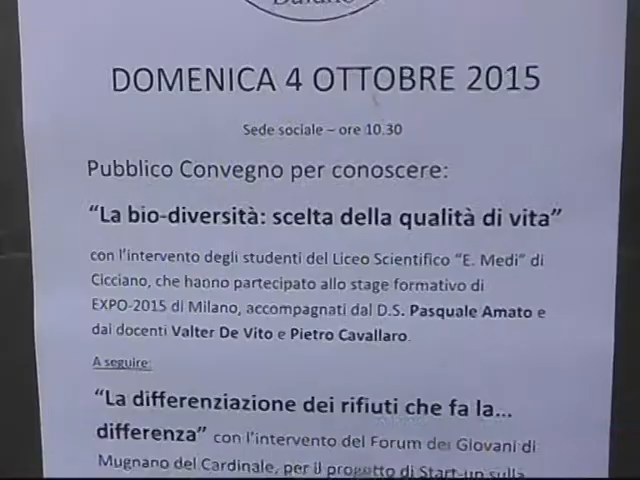 DOMENICA 4 OTTOBRE 2015
Sede sociale – ore 10.30
Pubblico Convegno per conoscere:
“La bio-diversità: scelta della qualità di vita”
con l’intervento degli studenti del Liceo Scientifico “E. Medi” di
Cicciano, che hanno partecipato allo stage formativo di
EXPO-2015 di Milano, accompagnati dal D.S. Pasquale Amato e
dai docenti Valter De Vito e Pietro Cavallaro.
A seguire:
“La differenziazione dei rifiuti che fa la...
differenza” con l’intervento del Forum dei Giovani di
Mugnano del Cardinale, per il progetto di Start-up sulla